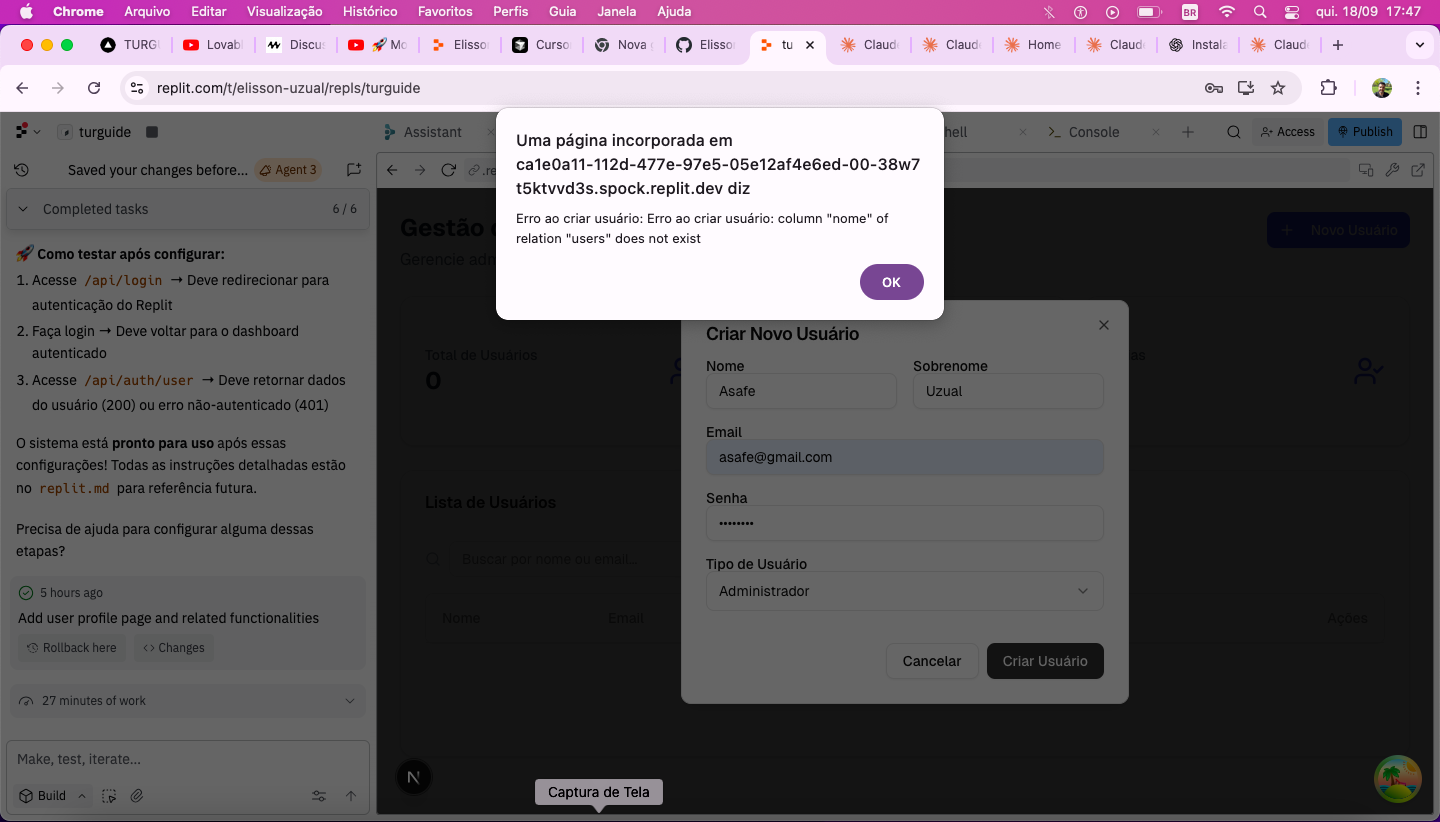 Chrome Arquivo Editar Visualização Histórico Favoritos Perfis Guia Janela Ajuda BR qui. 18/09 17:47
TURG Lovab Discu Mo Elisso Curso Nova Elisso tu Claud Claud Home Claud Instala Claud
replit.com/t/elisson-uzual/repls/turguide
turguide Assistant hell Console Access Publish
Saved your changes before... Agent 3
Completed tasks 6 / 6
🚀 Como testar após configurar:
1. Acesse /api/login → Deve redirecionar para
autenticação do Replit
2. Faça login → Deve voltar para o dashboard
autenticado
3. Acesse /api/auth/user → Deve retornar dados
do usuário (200) ou erro não-autenticado (401)
O sistema está pronto para uso após essas
configurações! Todas as instruções detalhadas estão
no replit.md para referência futura.
Precisa de ajuda para configurar alguma dessas
etapas?
5 hours ago
Add user profile page and related functionalities
Rollback here Changes
27 minutes of work
Make, test, iterate...
Build
Uma página incorporada em
ca1e0a11-112d-477e-97e5-05e12af4e6ed-00-38w7
t5ktvvd3s.spock.replit.dev diz
Erro ao criar usuário: Erro ao criar usuário: column "nome" of
relation "users" does not exist
OK
.re
Gestão
Gerencie
Novo Usuário
Total de Usuários
0
Lista de Usuários
Buscar por nome ou email...
Nome Email Ações
Criar Novo Usuário
Nome Sobrenome
Asafe Uzual
Email
asafe@gmail.com
Senha
••••••••
Tipo de Usuário
Administrador
Cancelar Criar Usuário
N
Captura de Tela